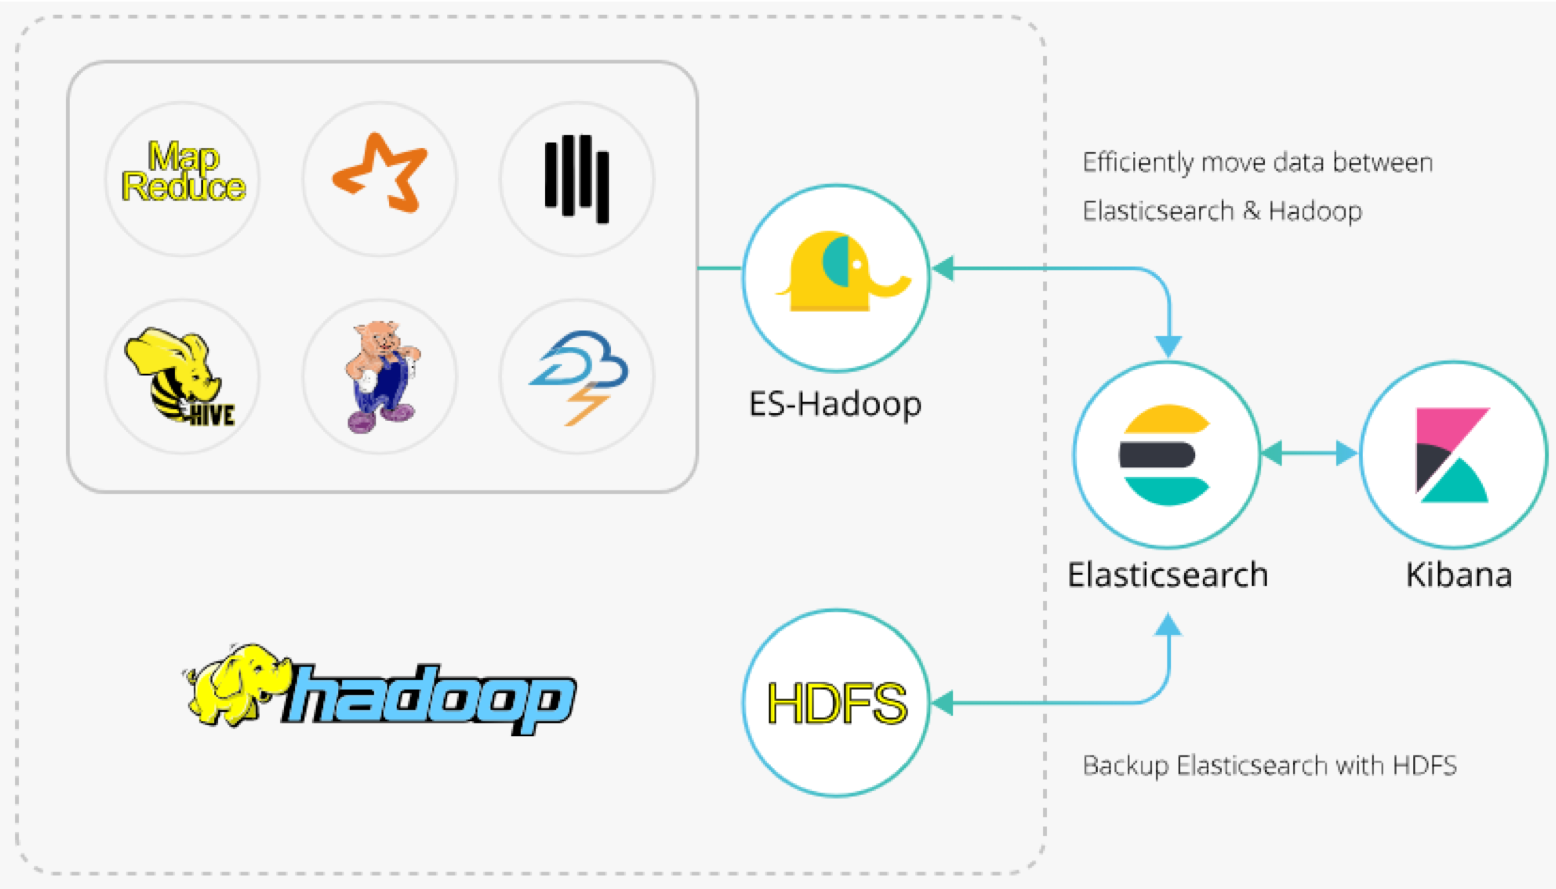 Map
Reduce
HIVE
ES-Hadoop
Efficiently move data between
Elasticsearch & Hadoop
Elasticsearch
Kibana
hadoop
HDFS
Backup Elasticsearch with HDFS